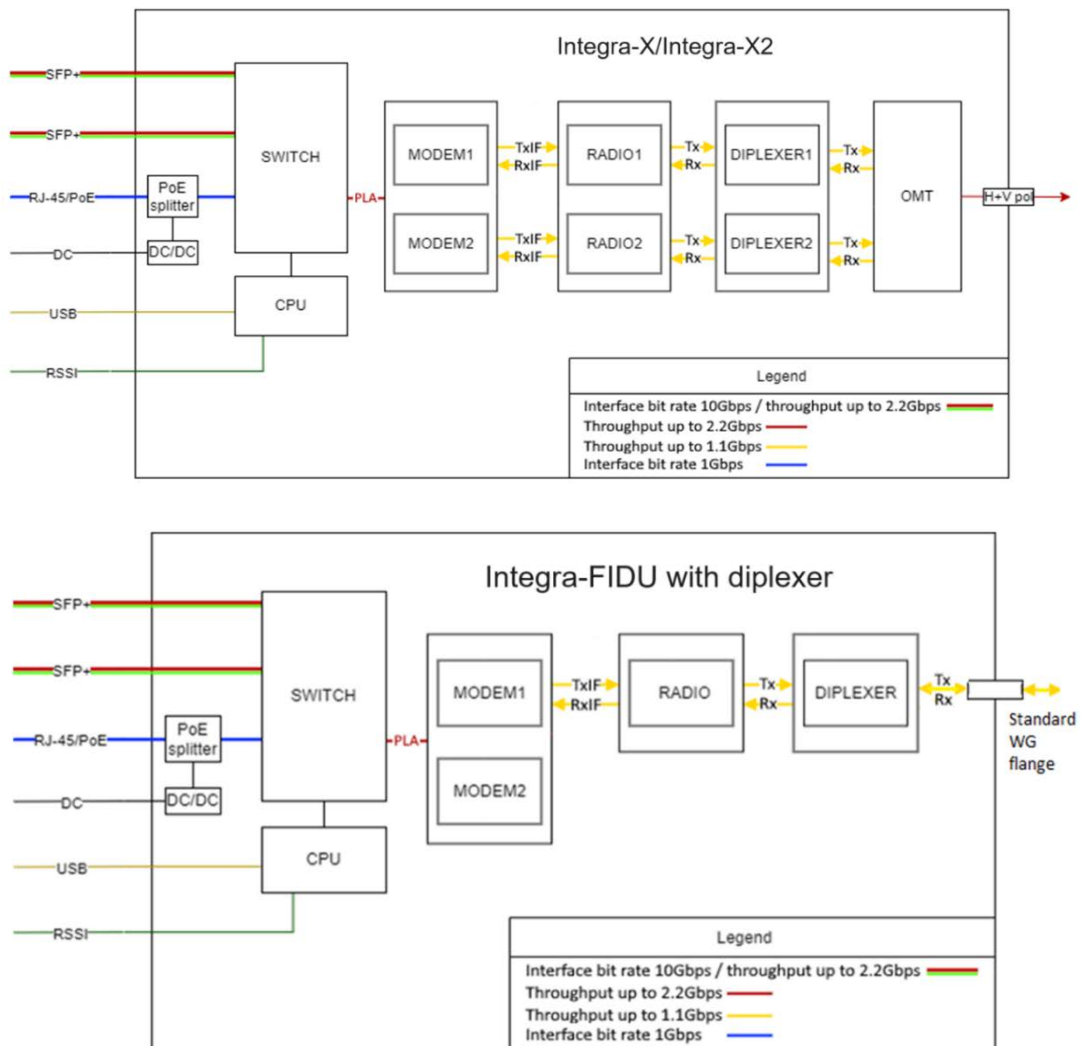 Integra-X/Integra-X2
SFP+
SFP+
RJ-45/PoE
DC
USB
RSSI
PoE
splitter
DC/DC
SWITCH
CPU
PLA
MODEM1
MODEM2
TxIF
RxIF
TxIF
RxIF
RADIO1
RADIO2
Tx
Rx
Tx
Rx
DIPLEXER1
DIPLEXER2
Tx
Rx
Tx
Rx
OMT
H+V pol
Legend
Interface bit rate 10Gbps / throughput up to 2.2Gbps
Throughput up to 2.2Gbps
Throughput up to 1.1Gbps
Interface bit rate 1Gbps
Integra-FIDU with diplexer
SFP+
SFP+
RJ-45/PoE
DC
USB
RSSI
PoE
splitter
DC/DC
SWITCH
CPU
PLA
MODEM1
MODEM2
TxIF
RxIF
RADIO
Tx
Rx
DIPLEXER
Tx
Rx
Standard
WG
flange
Legend
Interface bit rate 10Gbps / throughput up to 2.2Gbps
Throughput up to 2.2Gbps
Throughput up to 1.1Gbps
Interface bit rate 1Gbps